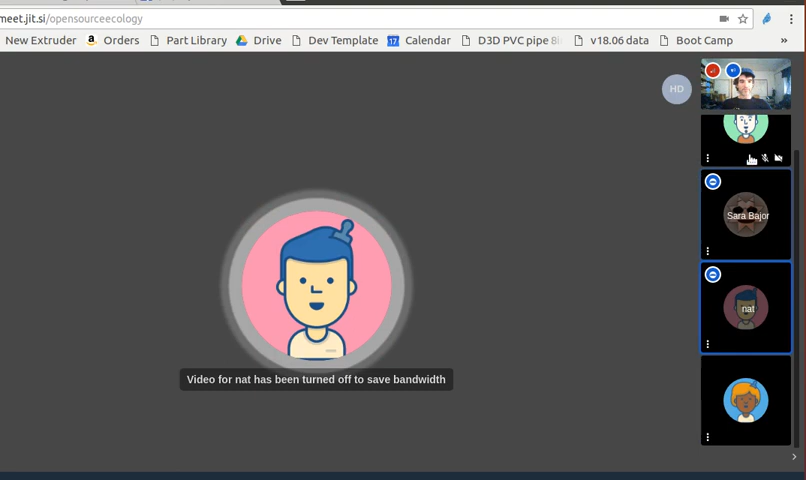 meet.jit.si/opensourceecology
New Extruder Orders Part Library Drive Dev Template 17 Calendar D3D PVC pipe v18.06 data Boot Camp »
HD
Sara Bajor
nat
Video for nat has been turned off to save bandwidth